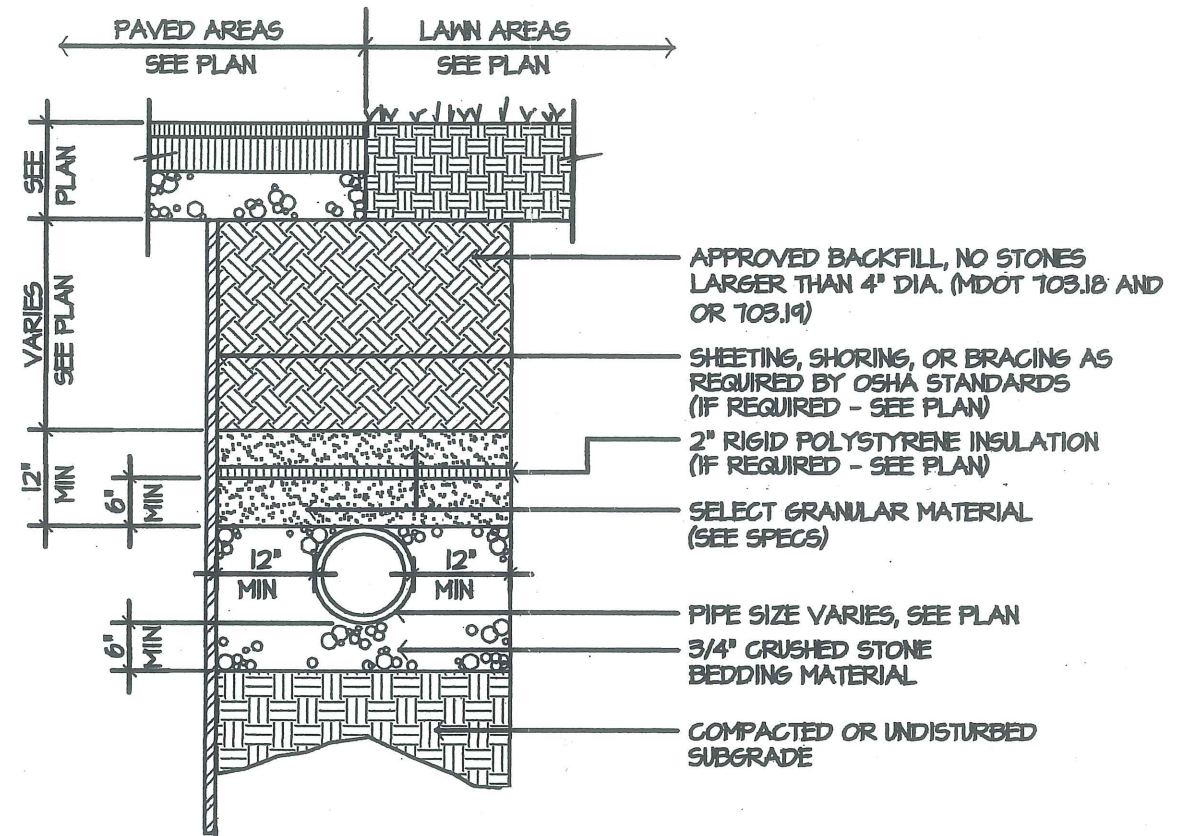 PAVED AREAS
SEE PLAN
LAWN AREAS
SEE PLAN
SEE
PLAN
VARIES
SEE PLAN
12"
MIN
6"
MIN
12"
MIN
12"
MIN
6"
MIN
APPROVED BACKFILL, NO STONES
LARGER THAN 4" DIA. (MDOT 703.18 AND
OR 703.19)
SHEETING, SHORING, OR BRACING AS
REQUIRED BY OSHA STANDARDS
(IF REQUIRED - SEE PLAN)
2" RIGID POLYSTYRENE INSULATION
(IF REQUIRED - SEE PLAN)
SELECT GRANULAR MATERIAL
(SEE SPECS)
PIPE SIZE VARIES, SEE PLAN
3/4" CRUSHED STONE
BEDDING MATERIAL
COMPACTED OR UNDISTURBED
SUBGRADE